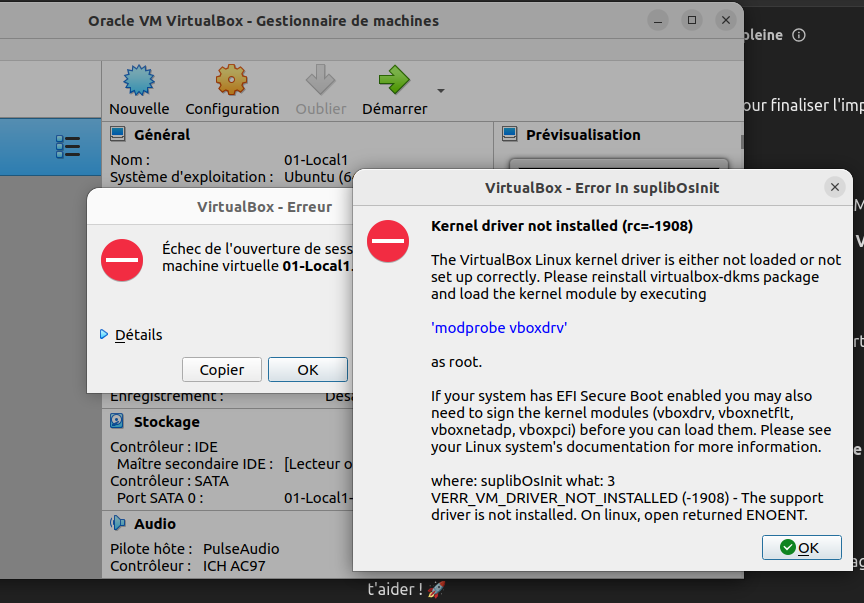 Oracle VM VirtualBox - Gestionnaire de machines
pleine
our finaliser l'imp
Nouvelle
Configuration
Oublier
Démarrer
Général
Nom :
01-Local1
Système d'exploitation :
Ubuntu (6
Prévisualisation
VirtualBox - Erreur
Échec de l'ouverture de sess
machine virtuelle 01-Local1.
Détails
Copier
OK
VirtualBox - Error In suplibOsInit
Kernel driver not installed (rc=-1908)
The VirtualBox Linux kernel driver is either not loaded or not
set up correctly. Please reinstall virtualbox-dkms package
and load the kernel module by executing
'modprobe vboxdrv'
as root.
If your system has EFI Secure Boot enabled you may also
need to sign the kernel modules (vboxdrv, vboxnetflt,
vboxnetadp, vboxpci) before you can load them. Please see
your Linux system's documentation for more information.
where: suplibOsInit what: 3
VERR_VM_DRIVER_NOT_INSTALLED (-1908) - The support
driver is not installed. On linux, open returned ENOENT.
OK
Enregistrement :
Stockage
Contrôleur : IDE
Maître secondaire IDE :
[Lecteur o
Contrôleur : SATA
Port SATA 0 :
01-Local1-
Audio
Pilote hôte :
PulseAudio
Contrôleur :
ICH AC97
t'aider ! 🚀